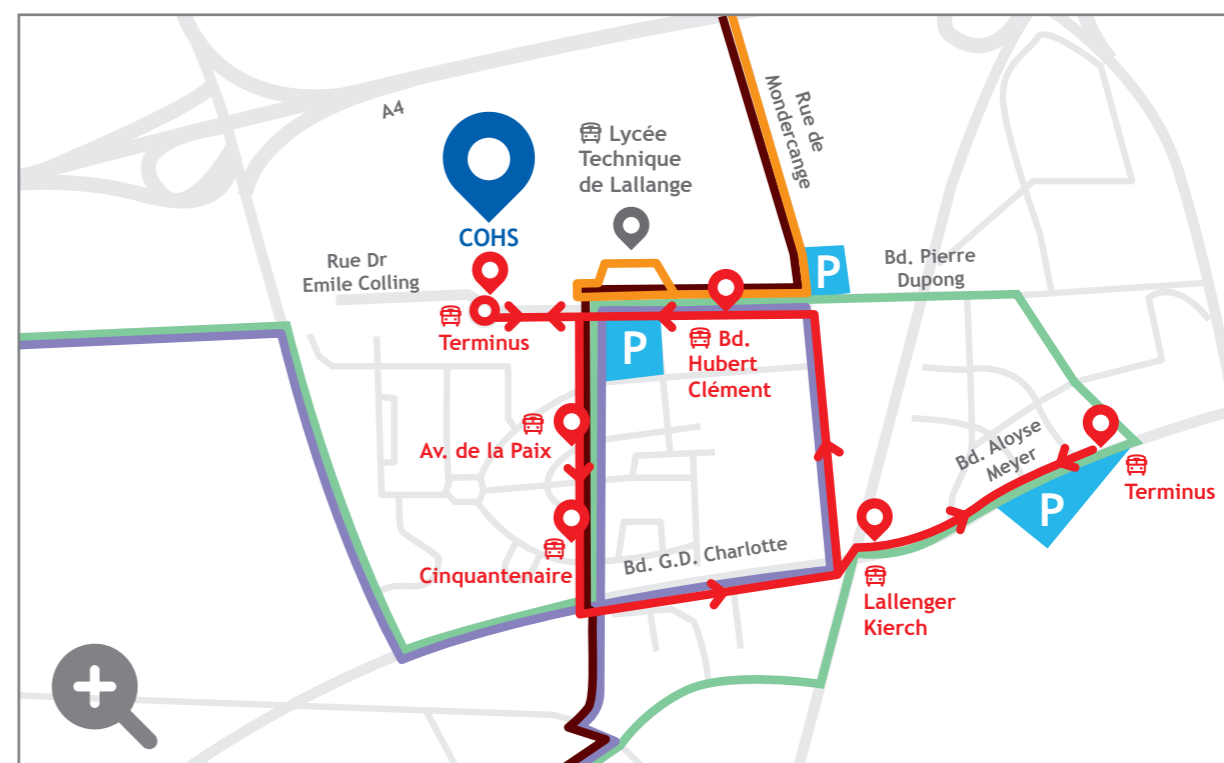 A4
Rue de
Mondercange
Lycée
Technique
de Lallange
COHS
Rue Dr
Emile Colling
P
Bd. Pierre
Dupong
Terminus
P
Bd.
Hubert
Clément
Av. de la Paix
Bd. Aloyse
Meyer
Terminus
P
Cinquantenaire
Bd. G.D. Charlotte
Lallenger
Kierch